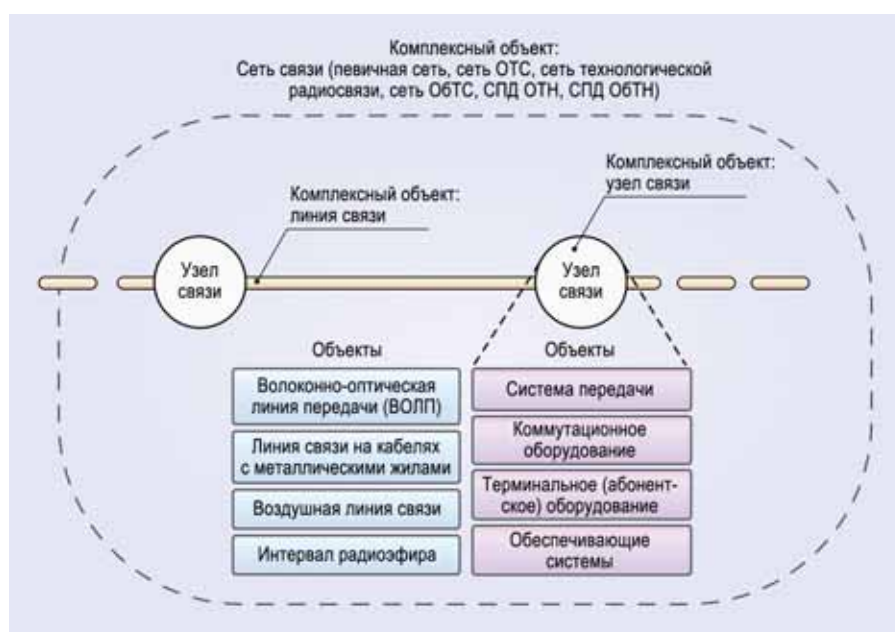 Комплексный объект:
Сеть связи (певичная сеть, сеть ОТС, сеть технологической
радиосвязи, сеть ОбТС, СПД ОТН, СПД ОбТН)
Комплексный объект:
узел связи
Комплексный объект:
линия связи
Узел
связи
Узел
связи
Объекты
Волоконно-оптическая
линия передачи (ВОЛП)
Линия связи на кабелях
с металлическими жилами
Воздушная линия связи
Интервал радиоэфира
Объекты
Система передачи
Коммутационное
оборудование
Терминальное (абонент-
ское) оборудование
Обеспечивающие
системы